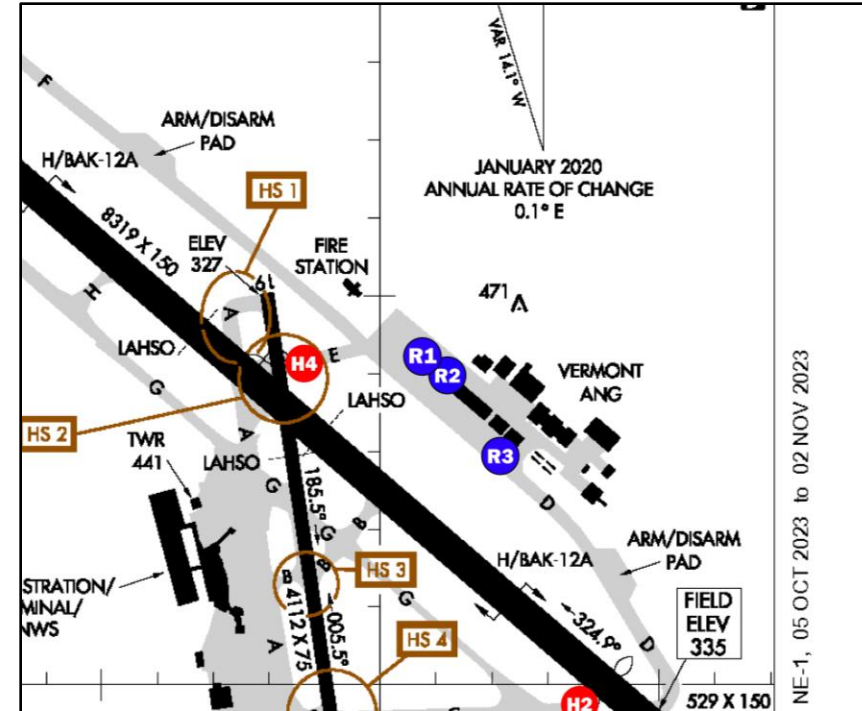 VAR 14.1° W
F
ARM/DISARM
PAD
JANUARY 2020
ANNUAL RATE OF CHANGE
0.1° E
H/BAK-12A
HS 1
8319 X 150
ELEV
327
FIRE
STATION
19
A
H
471
LAHSO
E
H4
R1
R2
VERMONT
ANG
G
HS 2
LAHSO
A
TWR
441
LAHSO
G
185.5°
R3
D
B
G
H/BAK-12A
ARM/DISARM
PAD
STRATION/
MINAL/
NWS
B
B
HS 3
G
4112 X 75
005.5°
324.9°
D
FIELD
ELEV
335
A
HS 4
H2
529 X 150
NE-1, 05 OCT 2023 to 02 NOV 2023